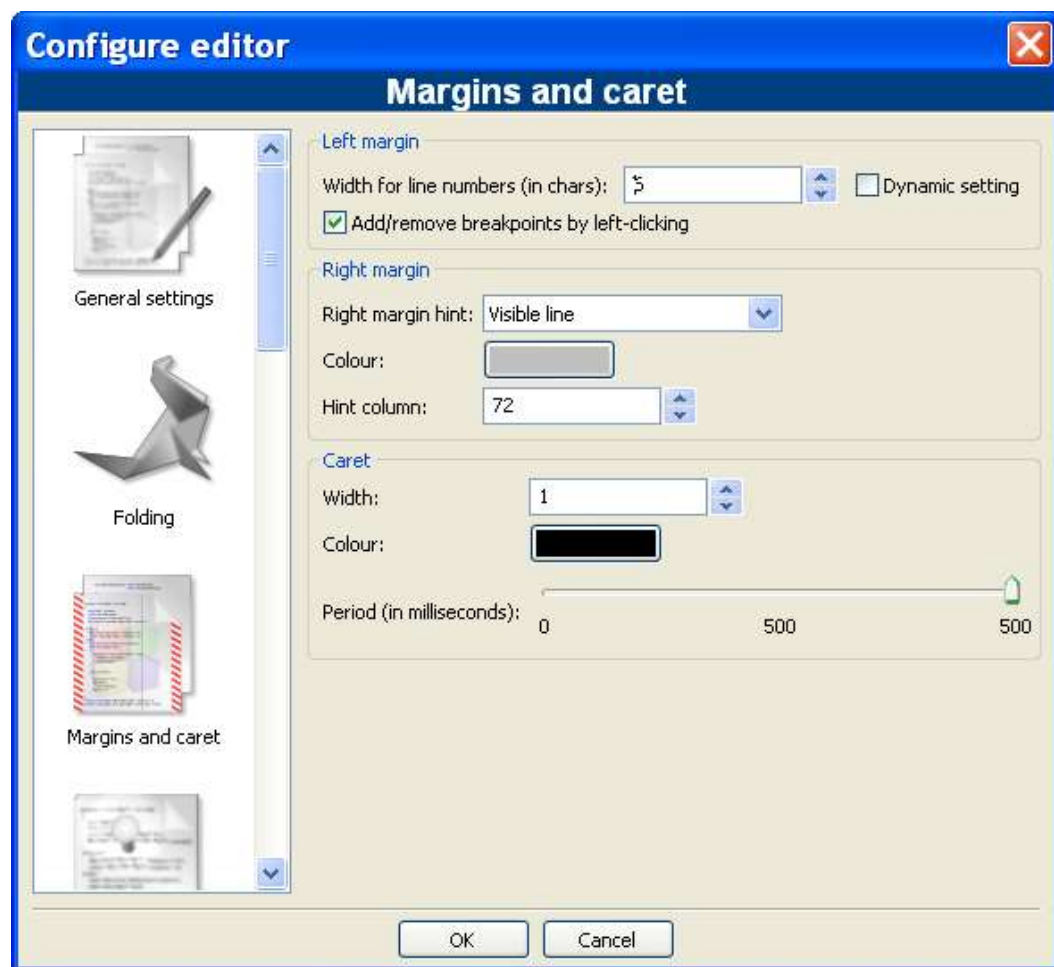 Configure editor
Margins and caret
General settings
Folding
Margins and caret
Left margin
Width for line numbers (in chars): 5 Dynamic setting
Add/remove breakpoints by left-clicking
Right margin
Right margin hint: Visible line
Colour:
Hint column: 72
Caret
Width: 1
Colour:
Period (in milliseconds):
0 500 500
OK Cancel